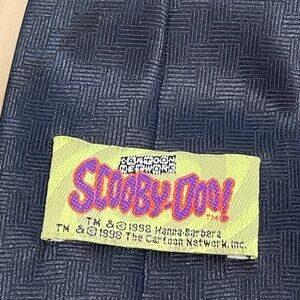 CARTOON
NETWORK
SCOOBY-DOO!
TM
TM & © 1998 Hanna-Barbera
TM & © 1998 The Cartoon Network, Inc.